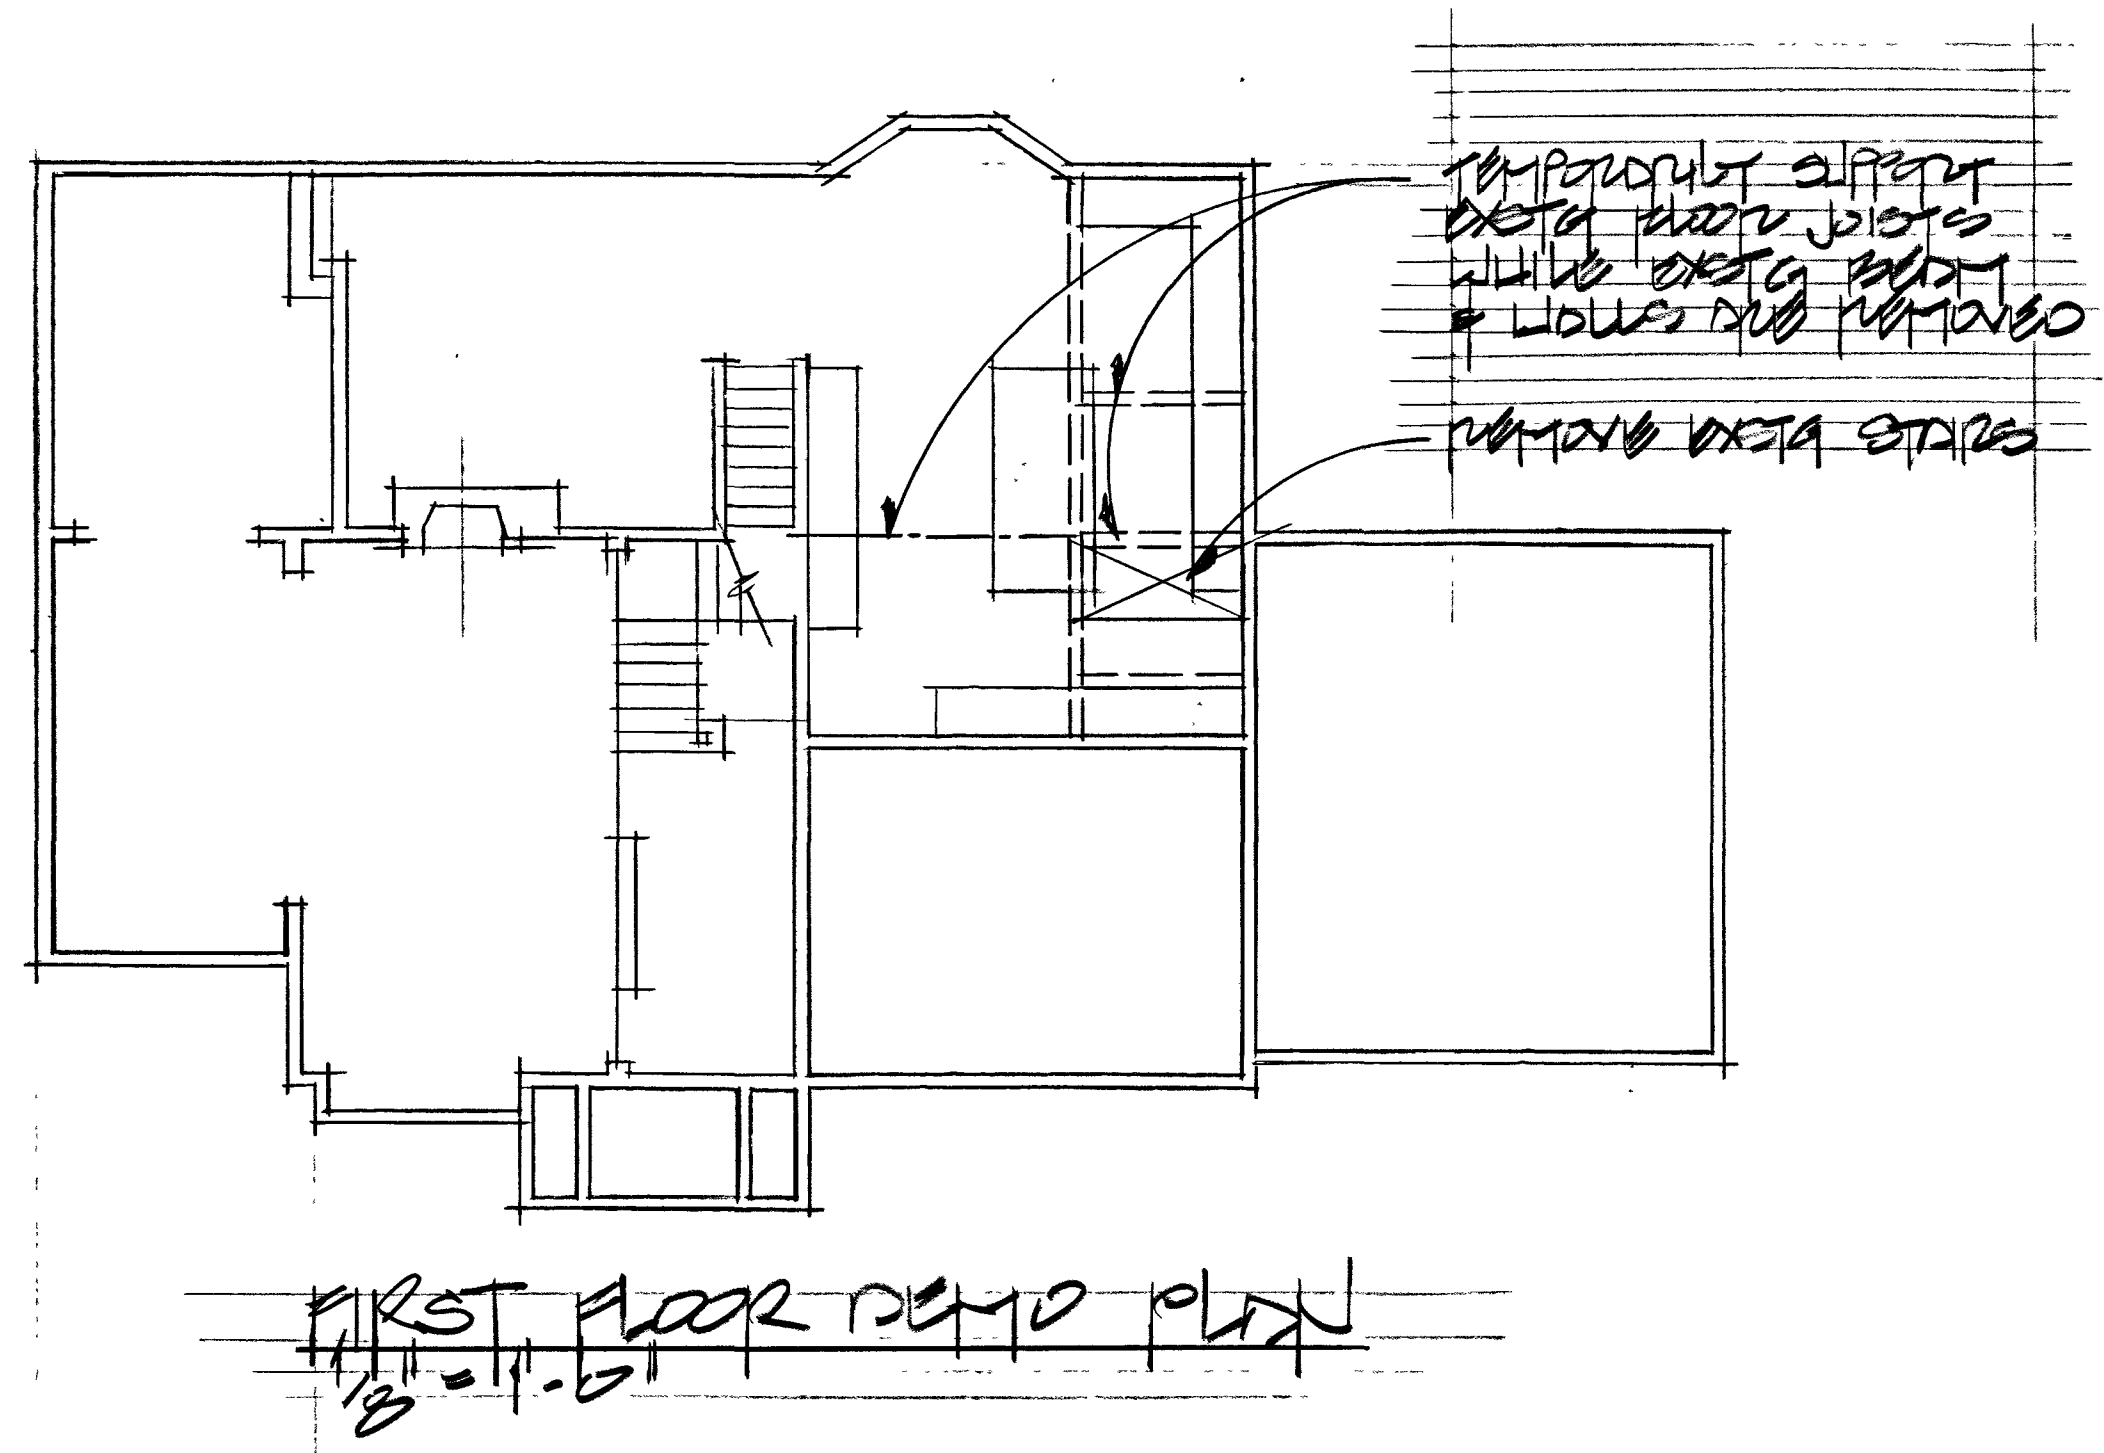 TEMPORARILY SUPPORT
EXSTG FLOOR JOISTS
WHILE EXSTG BEAM
& WALLS ARE REMOVED
REMOVE EXSTG STAIRS
FIRST FLOOR DEMO PLAN
1/8" = 1'-0"